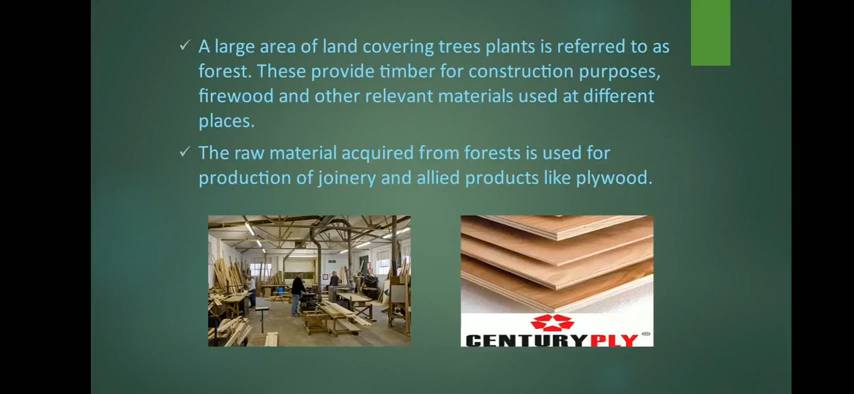 A large area of land covering trees plants is referred to as
forest. These provide timber for construction purposes,
firewood and other relevant materials used at different
places.
The raw material acquired from forests is used for
production of joinery and allied products like plywood.
CENTURYPLY